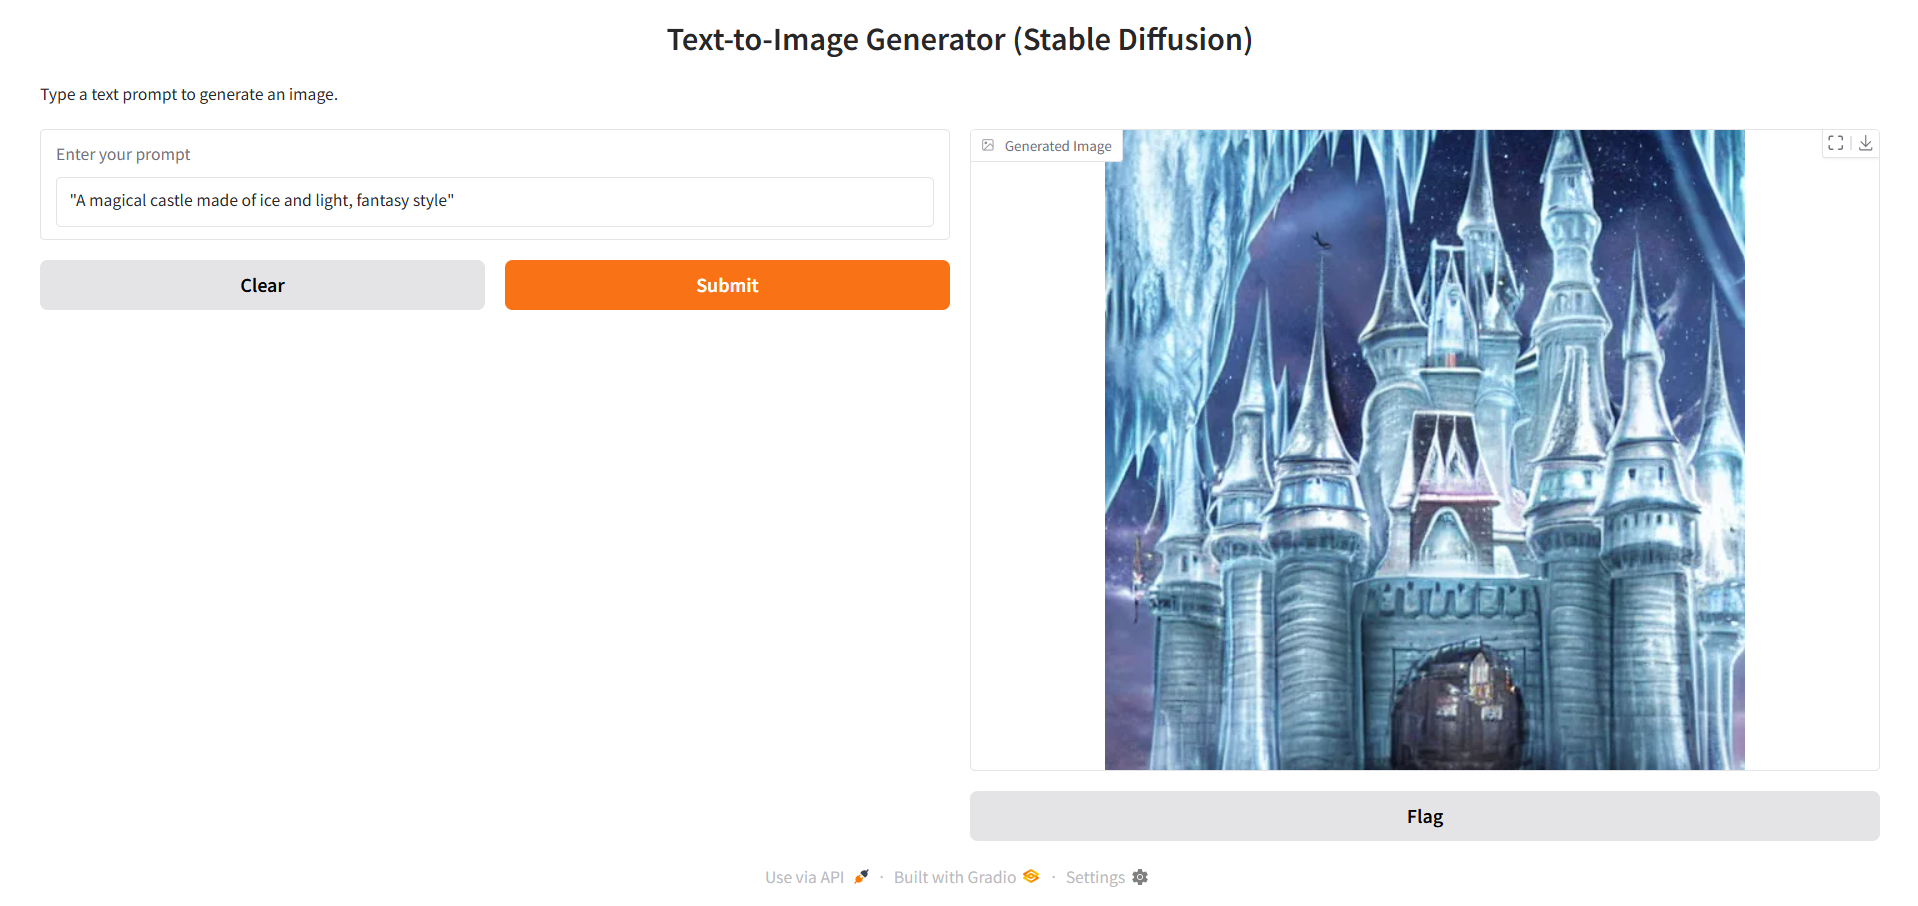 Text-to-Image Generator (Stable Diffusion)
Type a text prompt to generate an image.
Enter your prompt
"A magical castle made of ice and light, fantasy style"
Clear
Submit
Generated Image
Flag
Use via API · Built with Gradio · Settings